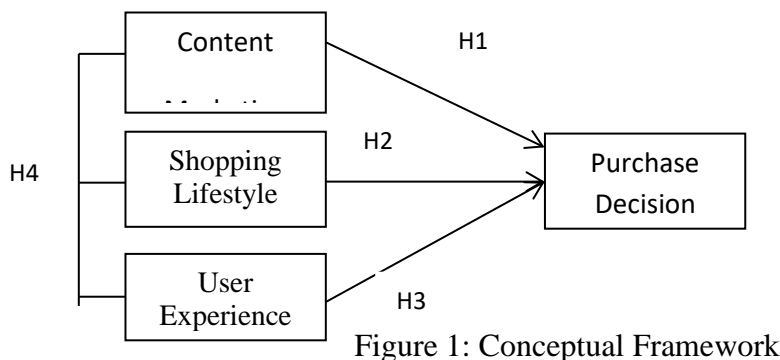 Content
H1
H2
Shopping
Lifestyle
Purchase
Decision
H4
User
Experience
H3
Figure 1: Conceptual Framework